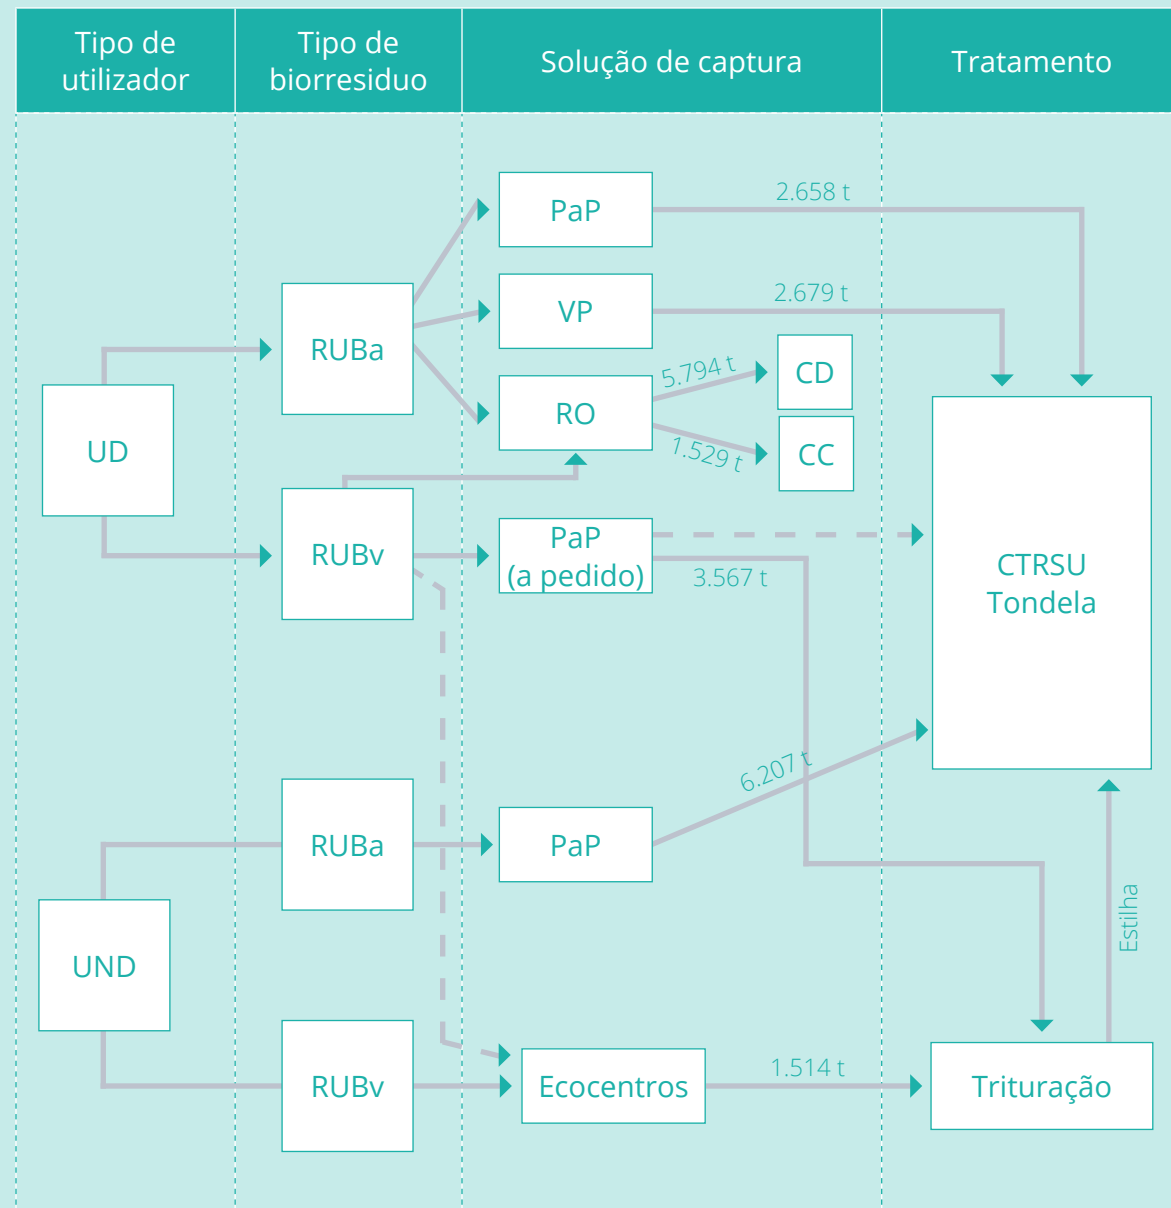 Tipo de
utilizador
Tipo de
biorresiduo
Solução de captura
Tratamento
PaP
2.658 t
VP
2.679 t
RUBa
RO
5.794 t
CD
1.529 t
CC
UD
RUBv
PaP
(a pedido)
3.567 t
CTRSU
Tondela
6.207 t
RUBa
PaP
Estilha
UND
RUBv
Ecocentros
1.514 t
Trituração